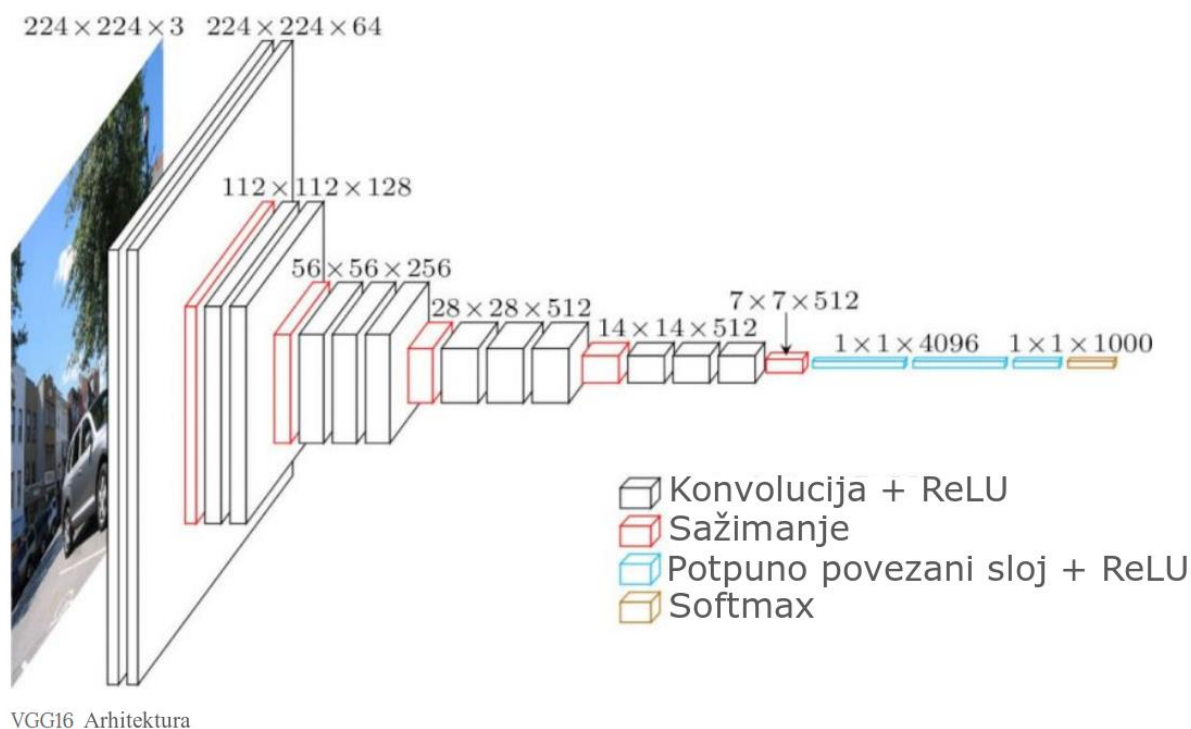 224 × 224 × 3 224 × 224 × 64
112 × 112 × 128
56 × 56 × 256
28 × 28 × 512
7 × 7 × 512
14 × 14 × 512
1 × 1 × 4096 1 × 1 × 1000
Konvolucija + ReLU
Sažimanje
Potpuno povezani sloj + ReLU
Softmax
VGG16 Arhitektura